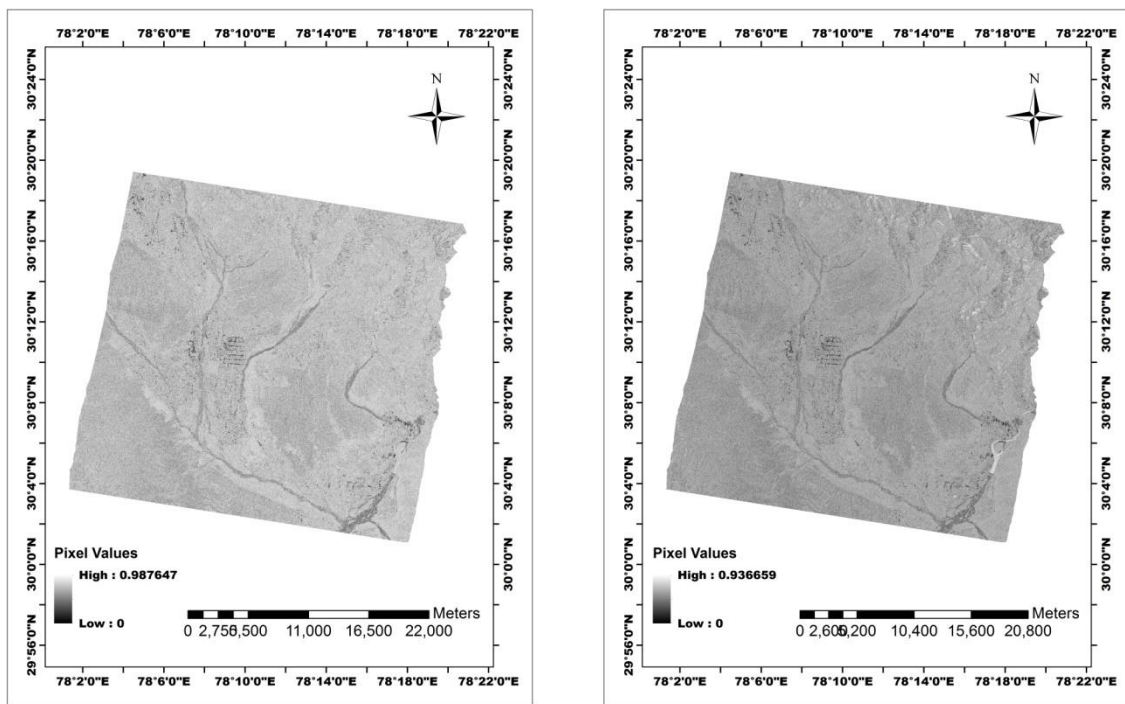 78°2'0"E 78°6'0"E 78°10'0"E 78°14'0"E 78°18'0"E 78°22'0"E
30°24'0"N
30°20'0"N
30°16'0"N
30°12'0"N
30°8'0"N
30°4'0"N
30°0'0"N
29°56'0"N
N
30°24'0"N
30°20'0"N
30°16'0"N
30°12'0"N
30°8'0"N
30°4'0"N
30°0'0"N
Pixel Values
High : 0.987647
Low : 0
Meters
0 2,750 5,500 11,000 16,500 22,000
78°2'0"E 78°6'0"E 78°10'0"E 78°14'0"E 78°18'0"E 78°22'0"E
78°2'0"E 78°6'0"E 78°10'0"E 78°14'0"E 78°18'0"E 78°22'0"E
30°24'0"N
30°20'0"N
30°16'0"N
30°12'0"N
30°8'0"N
30°4'0"N
30°0'0"N
29°56'0"N
N
30°24'0"N
30°20'0"N
30°16'0"N
30°12'0"N
30°8'0"N
30°4'0"N
30°0'0"N
Pixel Values
High : 0.936659
Low : 0
Meters
0 2,600 5,200 10,400 15,600 20,800
78°2'0"E 78°6'0"E 78°10'0"E 78°14'0"E 78°18'0"E 78°22'0"E